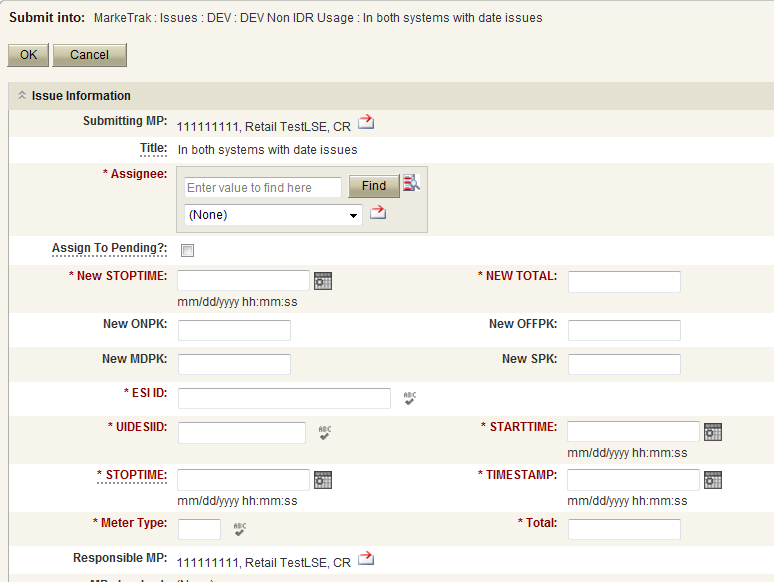 Submit into: MarkeTrak : Issues : DEV : DEV Non IDR Usage : In both systems with date issues
OK Cancel
Issue Information
Submitting MP: 111111111, Retail TestLSE, CR
Title: In both systems with date issues
* Assignee: Enter value to find here Find
(None)
Assign To Pending?:
* New STOPTIME: * NEW TOTAL:
mm/dd/yyyy hh:mm:ss
New ONPK: New OFFPK:
New MDPK: New SPK:
* ESI ID: ABC
* UIDESIID: ABC * STARTTIME:
mm/dd/yyyy hh:mm:ss
* STOPTIME: * TIMESTAMP:
mm/dd/yyyy hh:mm:ss mm/dd/yyyy hh:mm:ss
* Meter Type: ABC * Total:
Responsible MP: 111111111, Retail TestLSE, CR